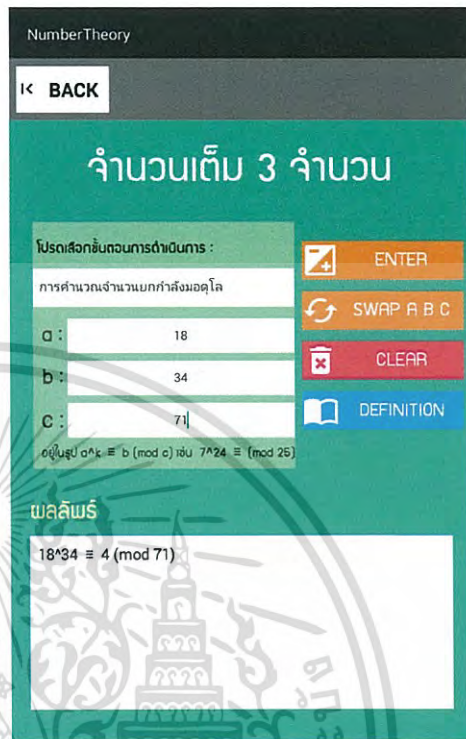 NumberTheory
BACK
จำนวนเต็ม 3 จำนวน
โปรดเลือกขั้นตอนการดำเนินการ :
การคำนวณจำนวนยกกำลังมอดุโล
a : 18
b : 34
c : 71
อยู่ในรูป a^k ≡ b (mod c) เช่น 7^24 ≡ (mod 25)
ENTER
SWAP A B C
CLEAR
DEFINITION
ผลลัพธ์
18^34 ≡ 4 (mod 71)